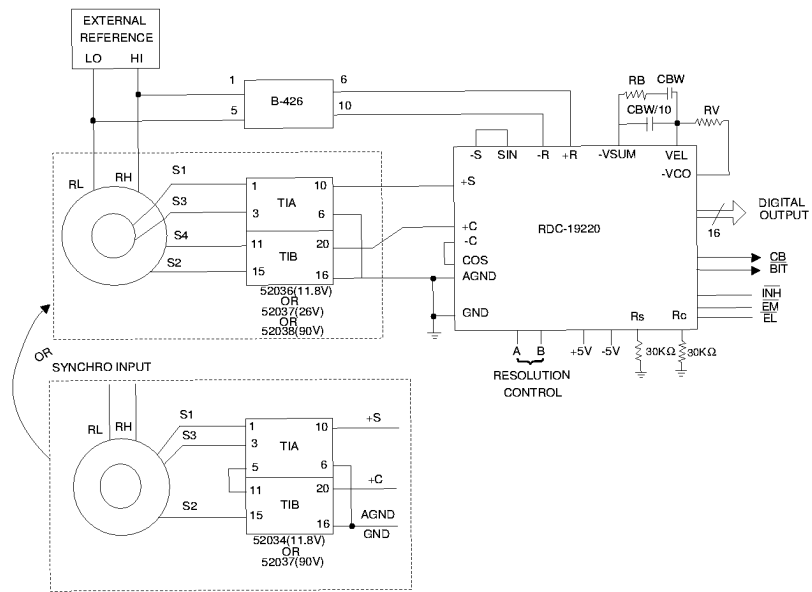 EXTERNAL
REFERENCE
LO HI
1 6
B-426
5 10
RB CBW
CBW/10
RV
-S SIN -R +R -VSUM VEL
-VCO
+S
+C
-C
COS
AGND
GND
RDC-19220
DIGITAL
OUTPUT
16
CB
BIT
INH
EM
EL
Rs Rc
30KΩ 30KΩ
A B +5V -5V
RESOLUTION
CONTROL
RL RH
S1
S3
S4
S2
1 10
TIA
3 6
11 20
TIB
15 16
52036(11.8V)
OR
52037(26V)
OR
52038(90V)
OR
SYNCHRO INPUT
RL RH
S1
S3
S2
1 10
TIA
3
5 6
11 20
TIB
15 16
+S
+C
AGND
GND
52034(11.8V)
OR
52037(90V)